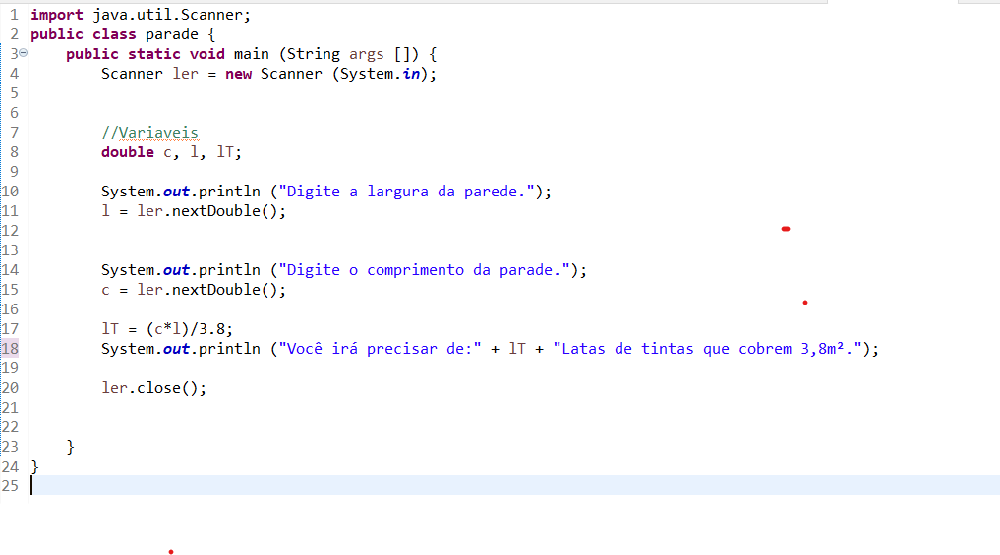 1 import java.util.Scanner;
2 public class parade {
3 public static void main (String args []) {
4 Scanner ler = new Scanner (System.in);
5
6
7 //Variaveis
8 double c, l, lT;
9
10 System.out.println ("Digite a largura da parede.");
11 l = ler.nextDouble();
12
13
14 System.out.println ("Digite o comprimento da parade.");
15 c = ler.nextDouble();
16
17 lT = (c*l)/3.8;
18 System.out.println ("Você irá precisar de:" + lT + "Latas de tintas que cobrem 3,8m².");
19
20 ler.close();
21
22
23 }
24 }
25